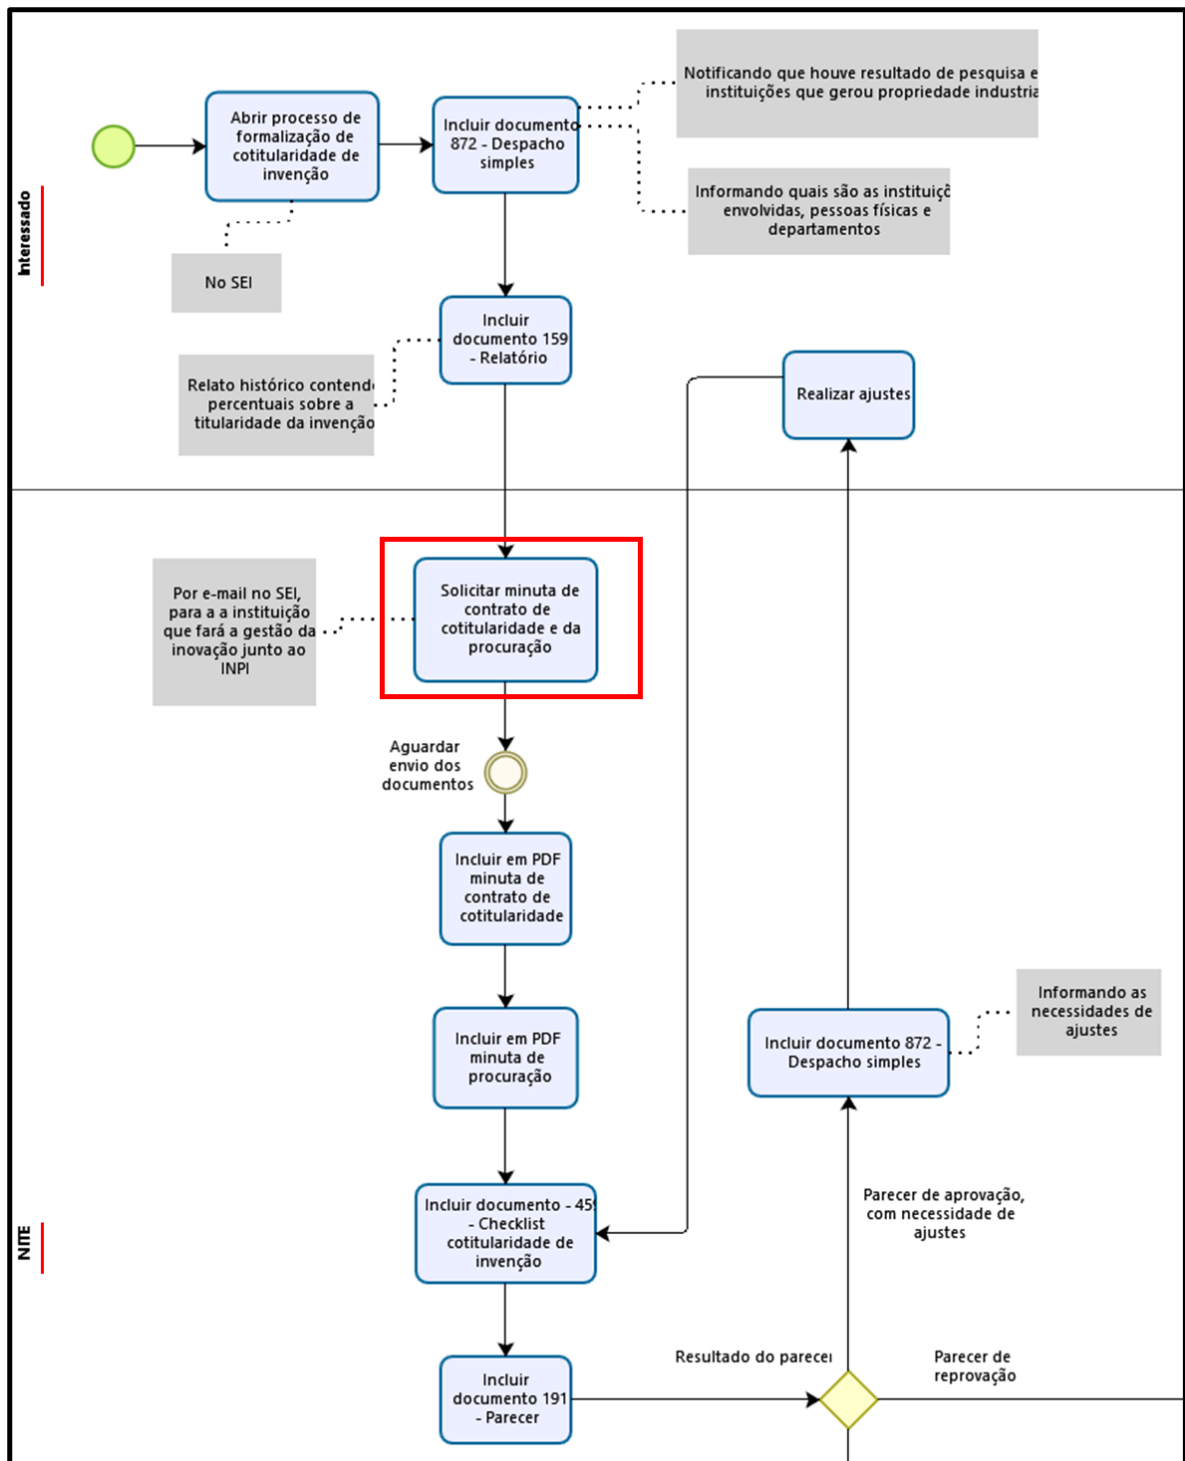 Interessado
Abrir processo de
formalização de
cotitularidade de
invenção
Incluir documento
872 - Despacho
simples
Notificando que houve resultado de pesquisa e
instituições que gerou propriedade industria
Informando quais são as instituiç
envolvidas, pessoas físicas e
departamentos
No SEI
Incluir
documento 159
- Relatório
Relato histórico contend
percentuais sobre a
titularidade da invenção
Realizar ajustes
NITE
Solicitar minuta de
contrato de
cotitularidade e da
procuração
Por e-mail no SEI,
para a a instituição
que fará a gestão da
inovação junto ao
INPI
Aguardar
envio dos
documentos
Incluir em PDF
minuta de
contrato de
cotitularidade
Incluir em PDF
minuta de
procuração
Incluir documento 872 -
Despacho simples
Informando as
necessidades de
ajustes
Incluir documento - 45
- Checklist
cotitularidade de
invenção
Parecer de aprovação,
com necessidade de
ajustes
Incluir
documento 191
- Parecer
Resultado do parecer
Parecer de
reprovação